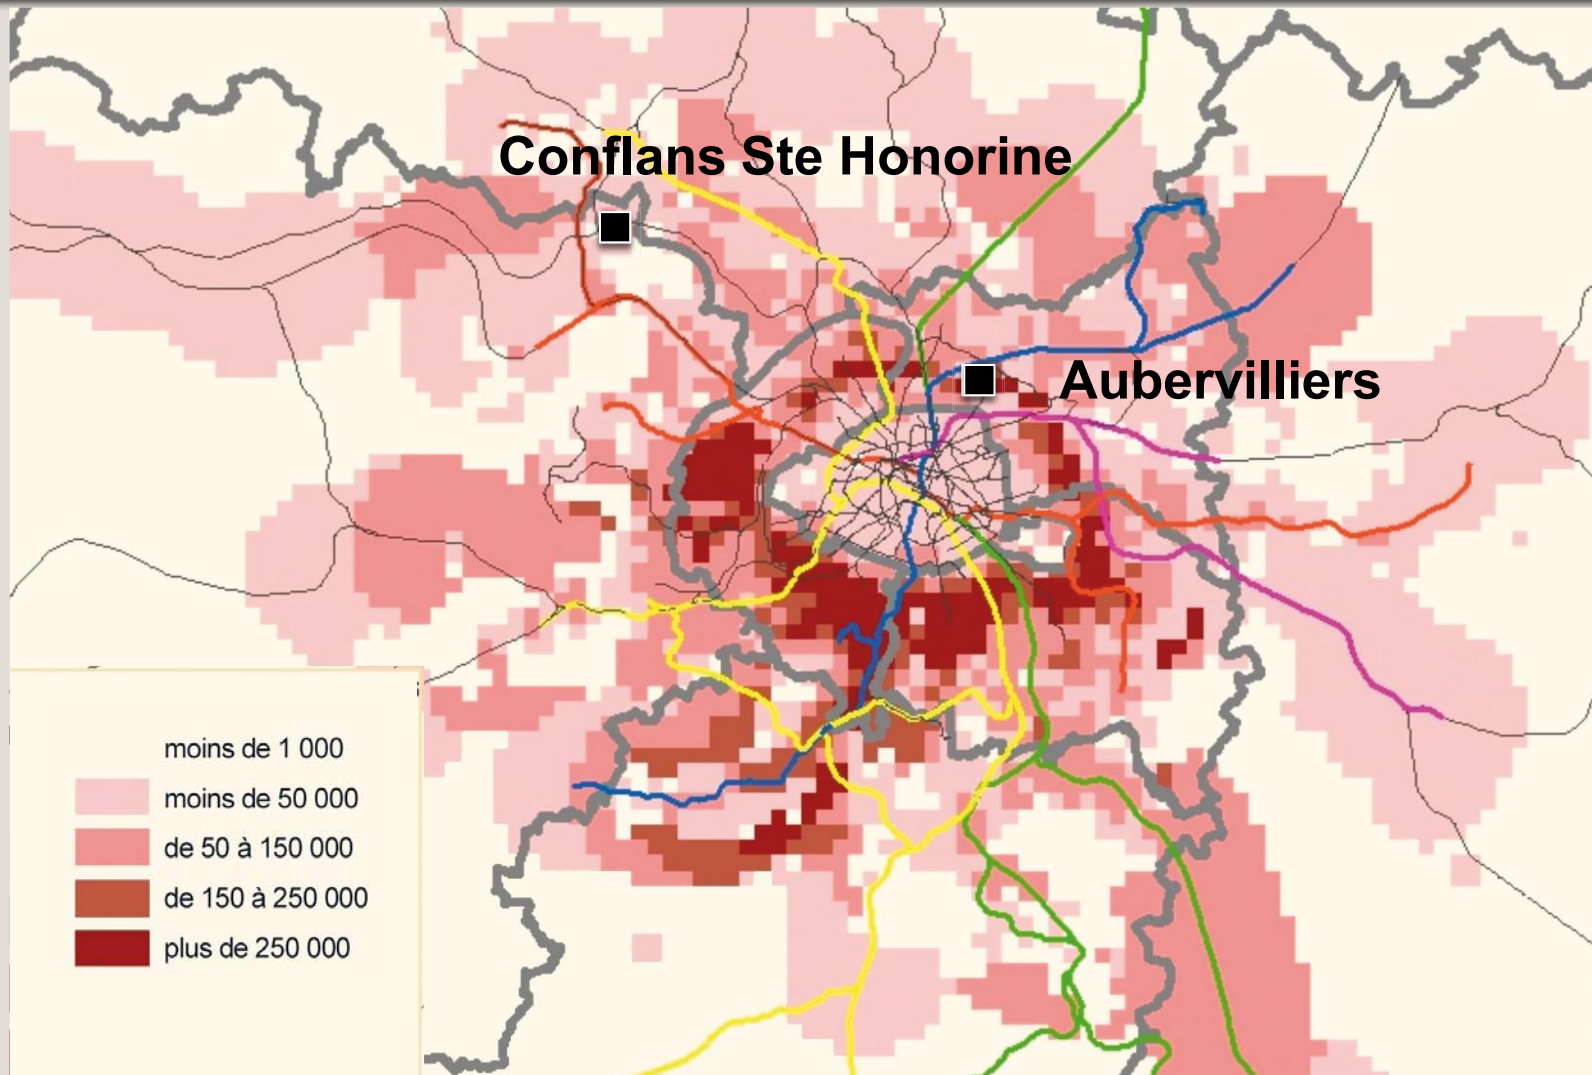 Conflans Ste Honorine
Aubervilliers
moins de 1 000
moins de 50 000
de 50 à 150 000
de 150 à 250 000
plus de 250 000